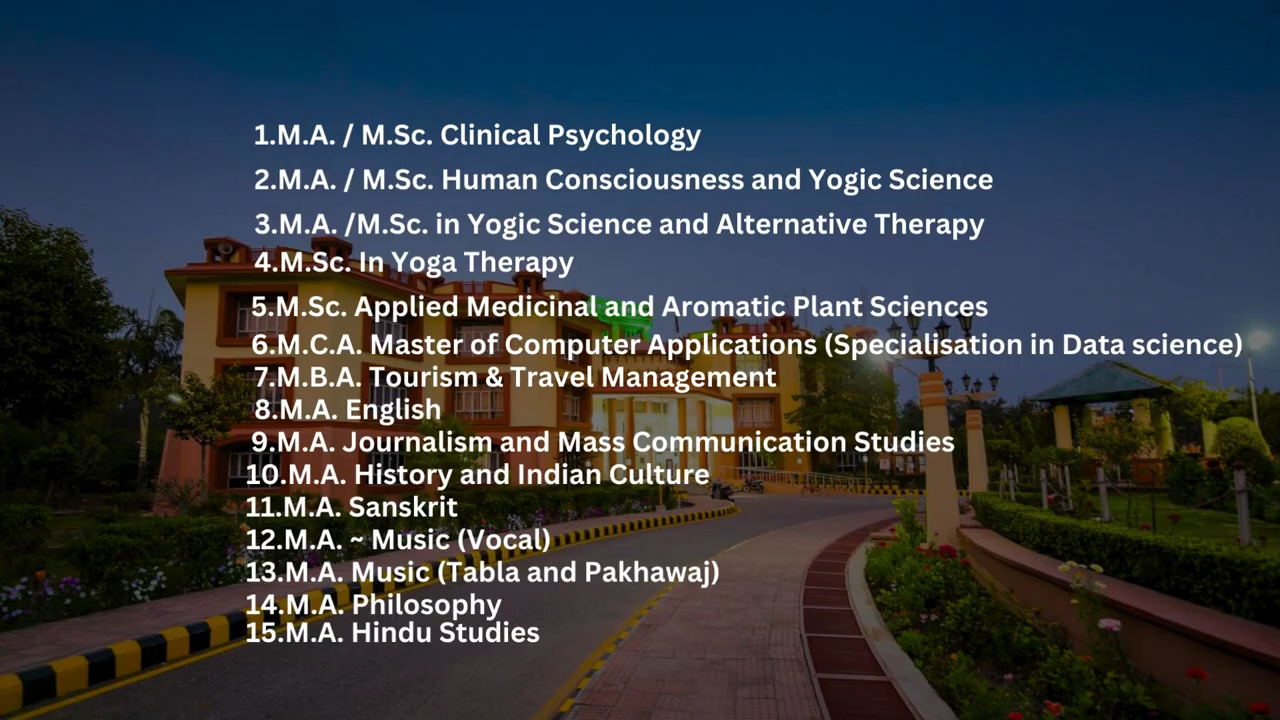 1.M.A. / M.Sc. Clinical Psychology
2.M.A. / M.Sc. Human Consciousness and Yogic Science
3.M.A. /M.Sc. in Yogic Science and Alternative Therapy
4.M.Sc. In Yoga Therapy
5.M.Sc. Applied Medicinal and Aromatic Plant Sciences
6.M.C.A. Master of Computer Applications (Specialisation in Data science)
7.M.B.A. Tourism & Travel Management
8.M.A. English
9.M.A. Journalism and Mass Communication Studies
10.M.A. History and Indian Culture
11.M.A. Sanskrit
12.M.A. ~ Music (Vocal)
13.M.A. Music (Tabla and Pakhawaj)
14.M.A. Philosophy
15.M.A. Hindu Studies